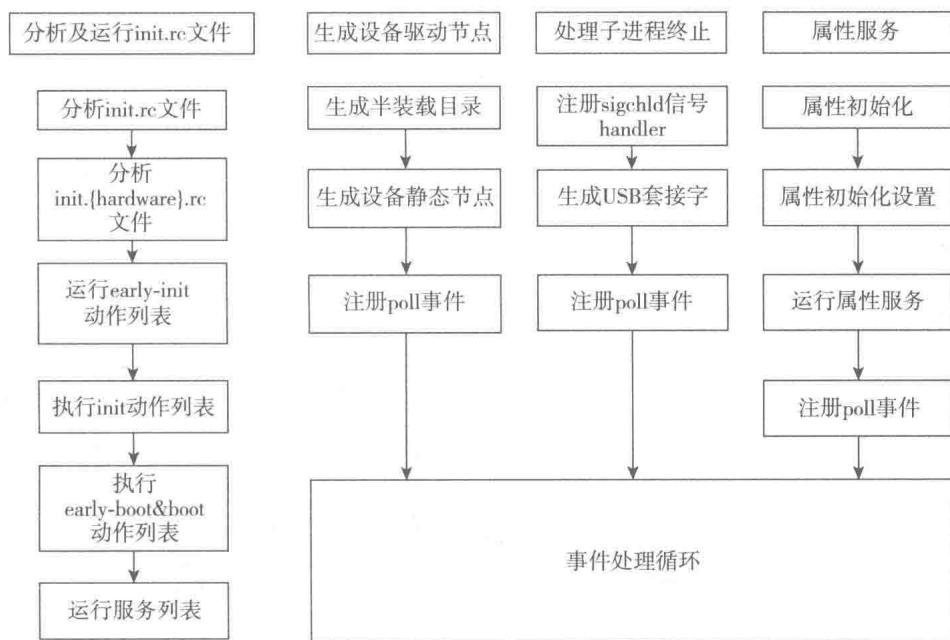 分析及运行init.rc文件
分析init.rc文件
分析
init.{hardware}.rc
文件
运行early-init
动作列表
执行init动作列表
执行
early-boot&boot
动作列表
运行服务列表
生成设备驱动节点
生成半装载目录
生成设备静态节点
注册poll事件
处理子进程终止
注册sigchld信号
handler
生成USB套接字
注册poll事件
属性服务
属性初始化
属性初始化设置
运行属性服务
注册poll事件
事件处理循环